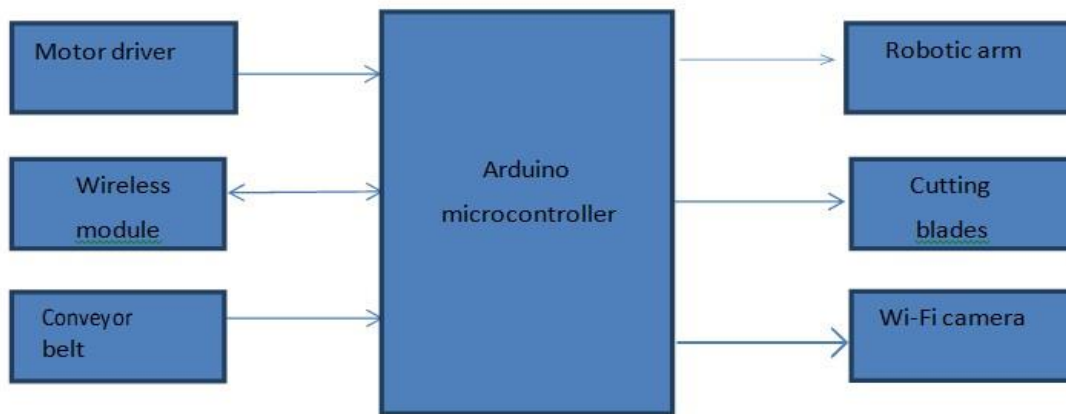 Motor driver
Wireless
module
Conveyor
belt
Arduino
microcontroller
Robotic arm
Cutting
blades
Wi-Fi camera